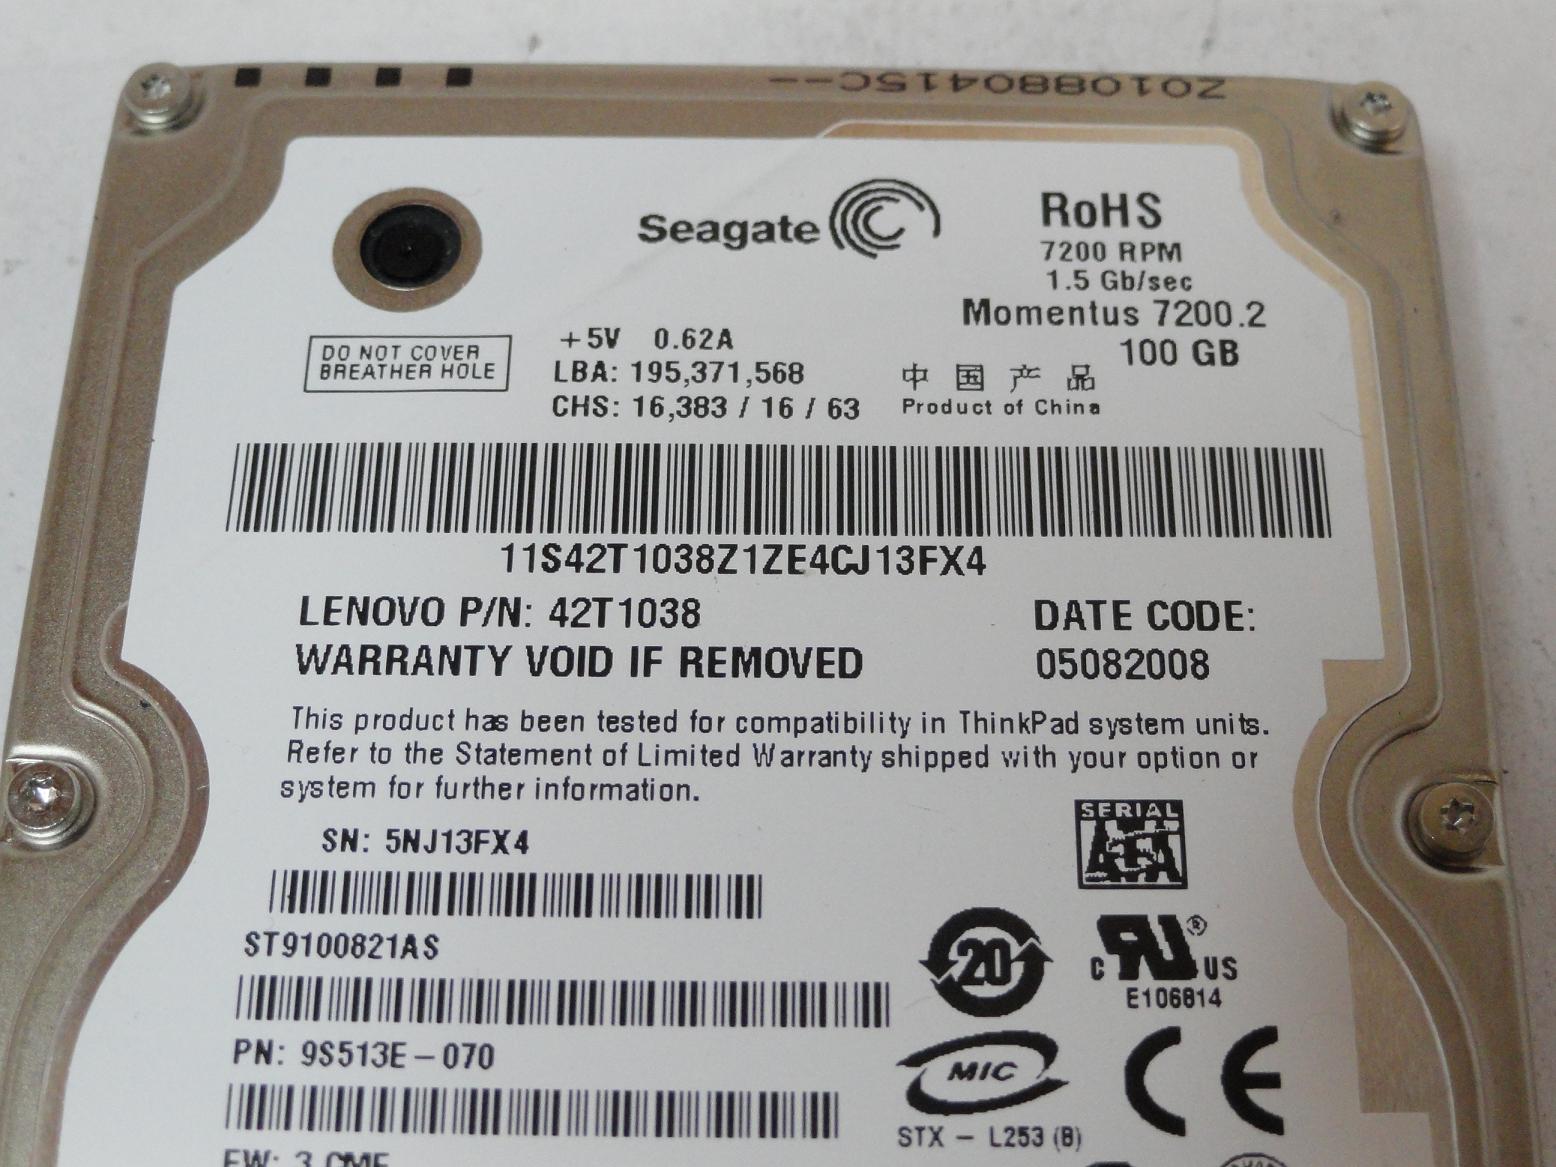 Z010880415C--
Seagate
RoHS
7200 RPM
1.5 Gb/sec
Momentus 7200.2
100 GB
DO NOT COVER
BREATHER HOLE
+5V 0.62A
LBA: 195,371,568
CHS: 16,383 / 16 / 63
中国产品
Product of China
11S42T1038Z1ZE4CJ13FX4
LENOVO P/N: 42T1038
DATE CODE:
WARRANTY VOID IF REMOVED
05082008
This product has been tested for compatibility in ThinkPad system units.
Refer to the Statement of Limited Warranty shipped with your option or
system for further information.
SERIAL
ATA
SN: 5NJ13FX4
ST9100821AS
20
c RU ® US
E106814
PN: 9S513E-070
MIC
CE
STX - L253 (B)
FW: 3.CME